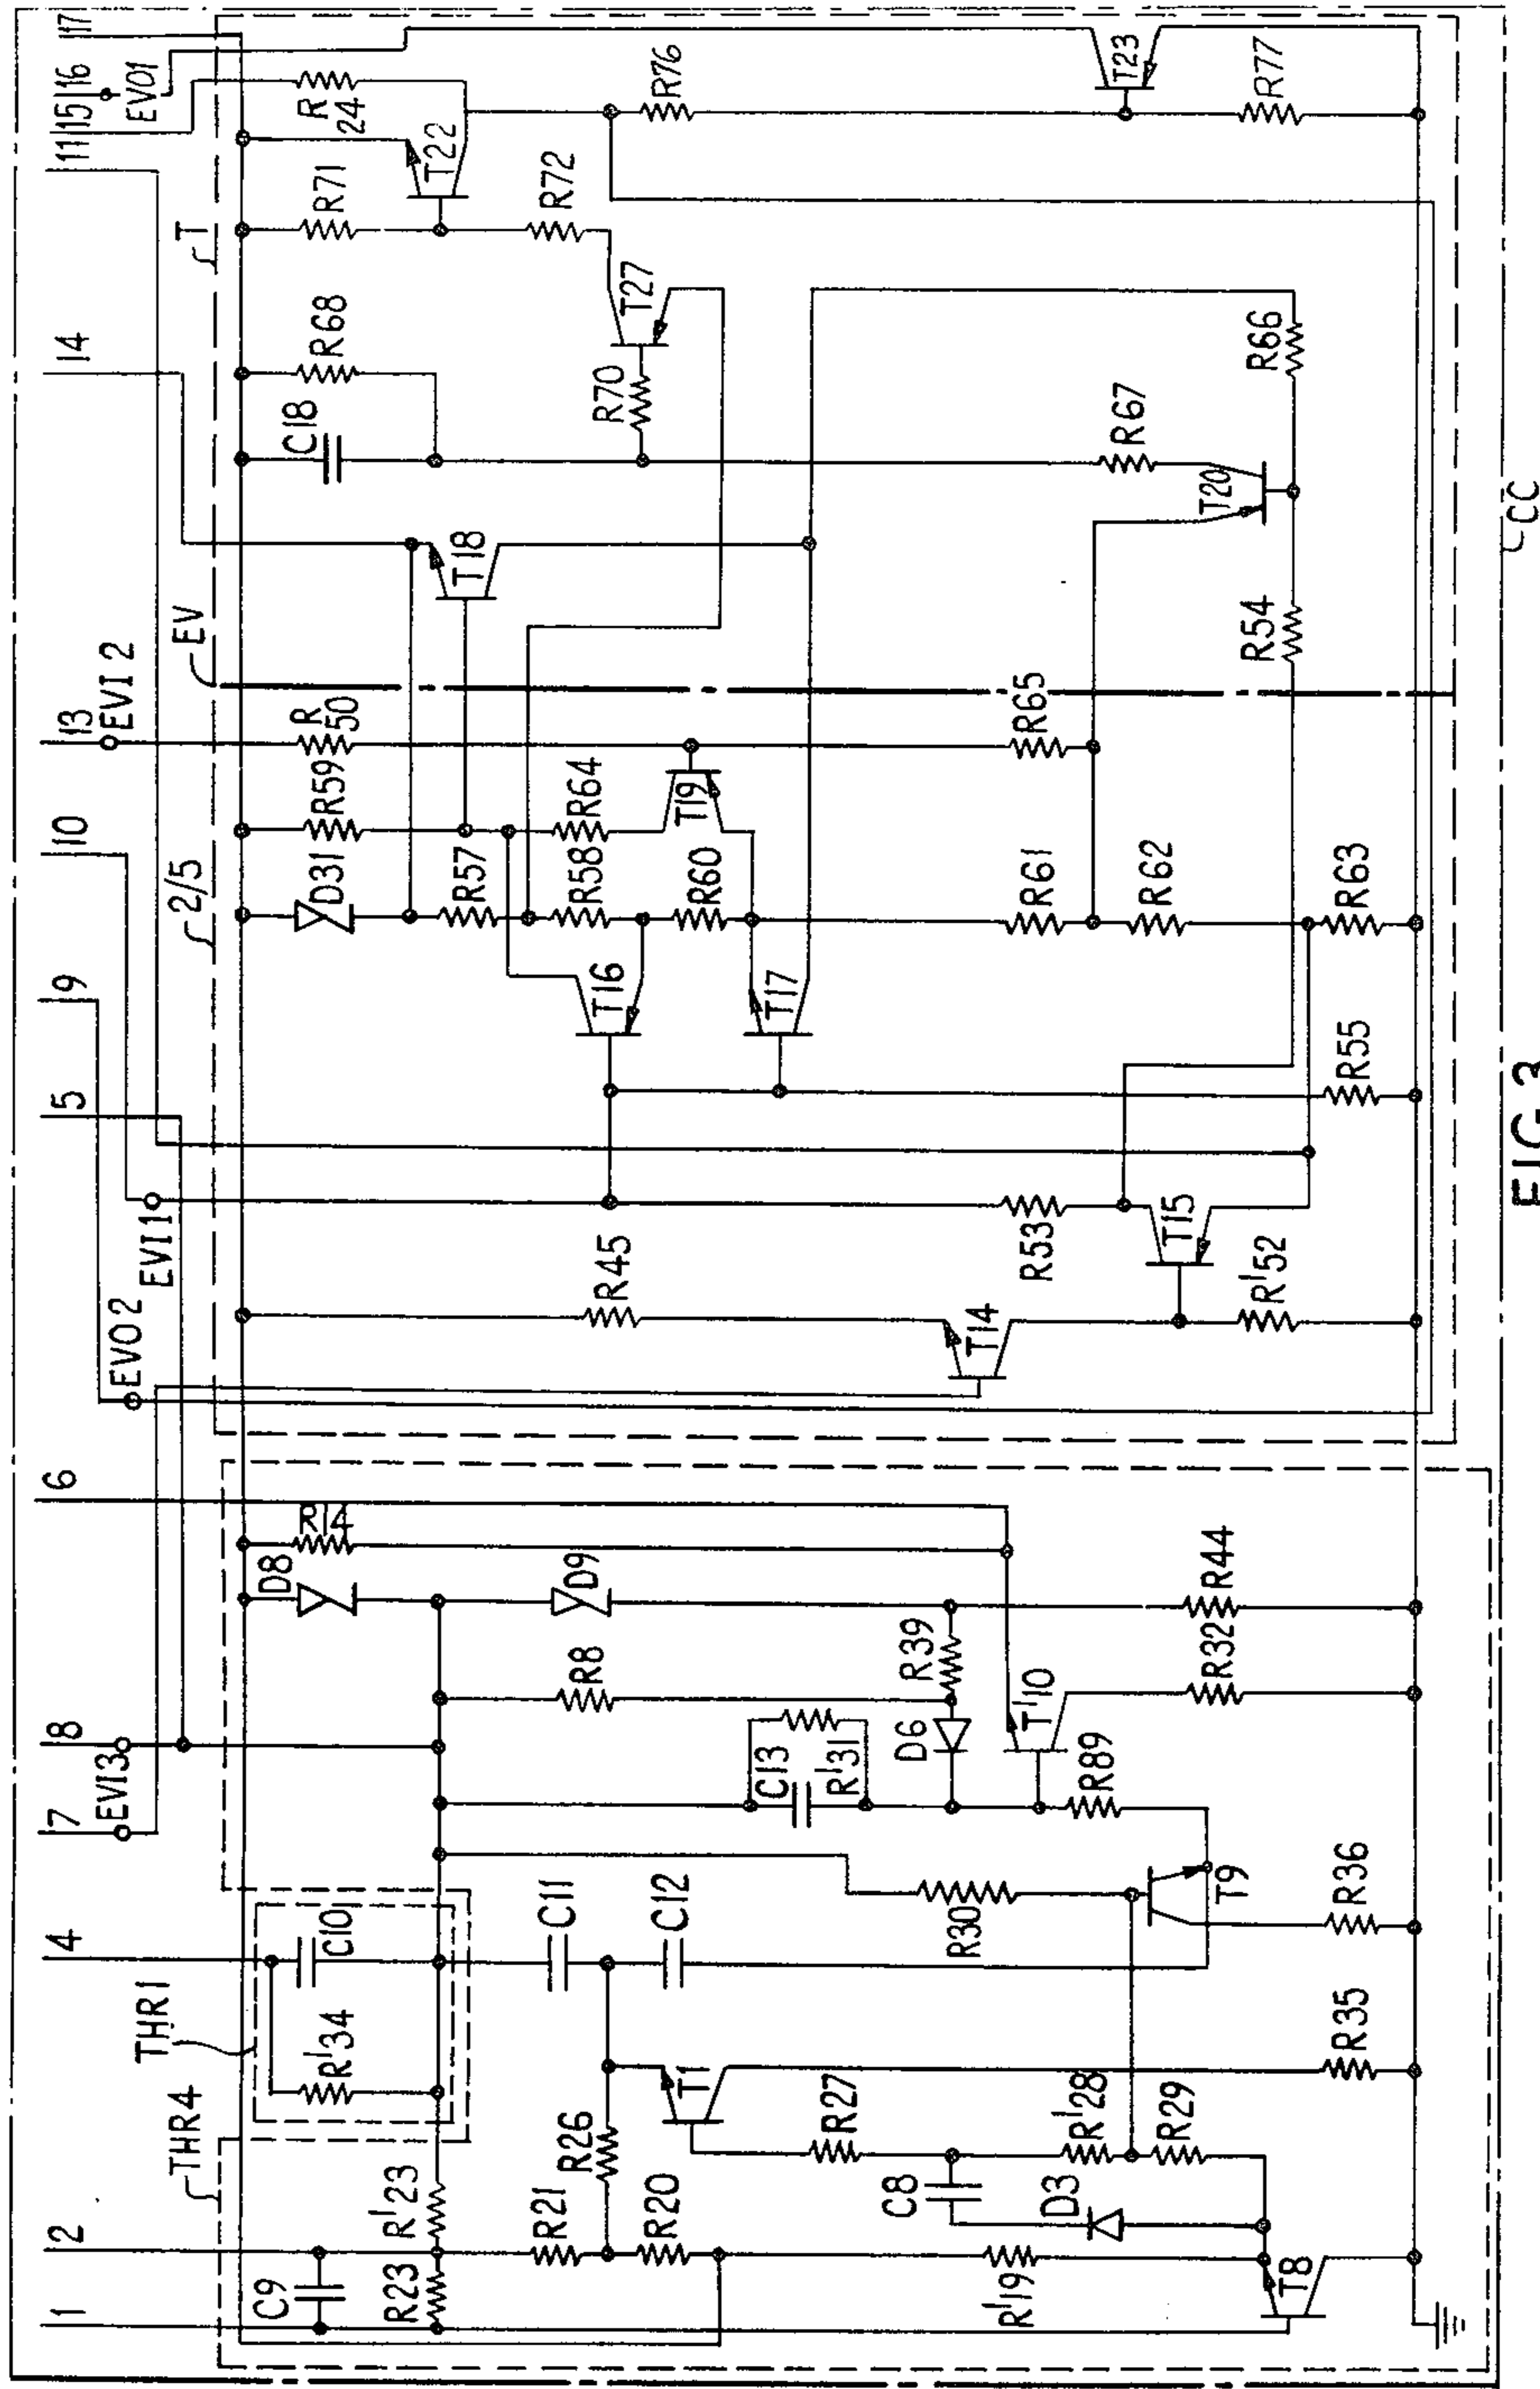 1
2
4
7
8
6
9
5
10
13
14
11
15
16
17
EVI3
EVO2
EVI1
EVI 2
EVO1
THR4
THR1
2/5
EV
T
C9
R23
R'23
R'34
C10
D8
R14
D31
R59
R
50
C18
R68
R71
R
24
R21
R26
R20
T1
C11
C12
R8
D9
R45
T16
R57
R58
R64
T18
R70
T27
R72
T22
R76
R27
C8
D3
R'28
R29
R'19
T8
R30
C13
R'31
D6
R39
T'10
R89
T9
R35
R36
R32
R44
T14
R53
T15
R'52
T17
R60
T19
R61
R65
R62
R63
R55
R54
T20
R67
R66
T23
R77
CC
FIG.3